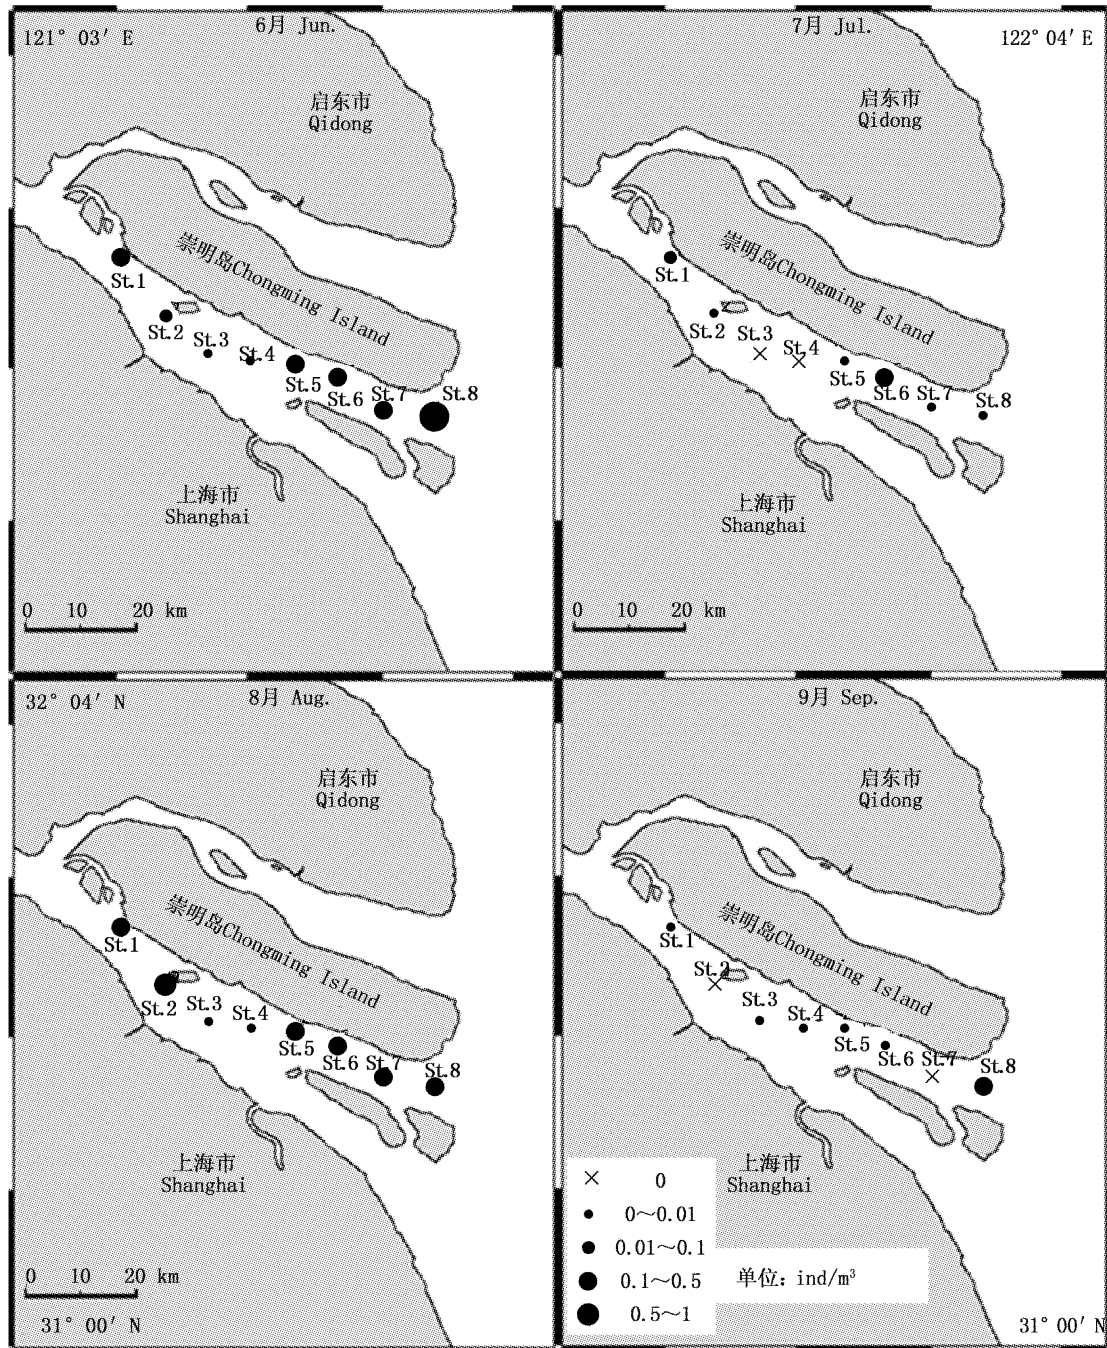 6月 Jun.
121° 03′ E
启东市
Qidong
崇明岛Chongming Island
St.1
St.2
St.3
St.4
St.5
St.6
St.7
St.8
上海市
Shanghai
0 10 20 km
7月 Jul.
122° 04′ E
启东市
Qidong
崇明岛Chongming Island
St.1
St.2
St.3
St.4
St.5
St.6
St.7
St.8
上海市
Shanghai
0 10 20 km
8月 Aug.
32° 04′ N
启东市
Qidong
崇明岛Chongming Island
St.1
St.2
St.3
St.4
St.5
St.6
St.7
St.8
上海市
Shanghai
0 10 20 km
31° 00′ N
9月 Sep.
启东市
Qidong
崇明岛Chongming Island
St.1
St.2
St.3
St.4
St.5
St.6
St.7
St.8
上海市
Shanghai
0
0～0.01
0.01～0.1
0.1～0.5
0.5～1
单位: ind/m³
31° 00′ N